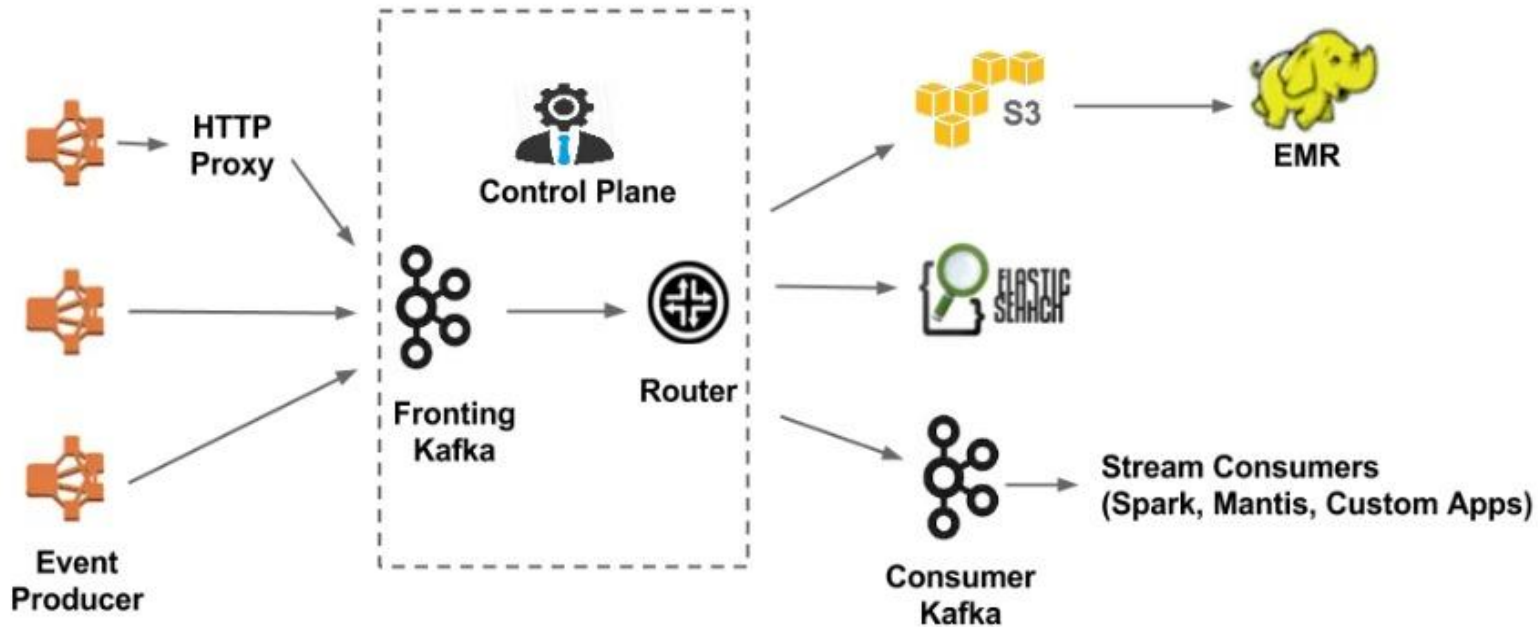 HTTP
Proxy
Control Plane
S3
EMR
ELASTIC
SEARCH
Router
Fronting
Kafka
Stream Consumers
(Spark, Mantis, Custom Apps)
Event
Producer
Consumer
Kafka